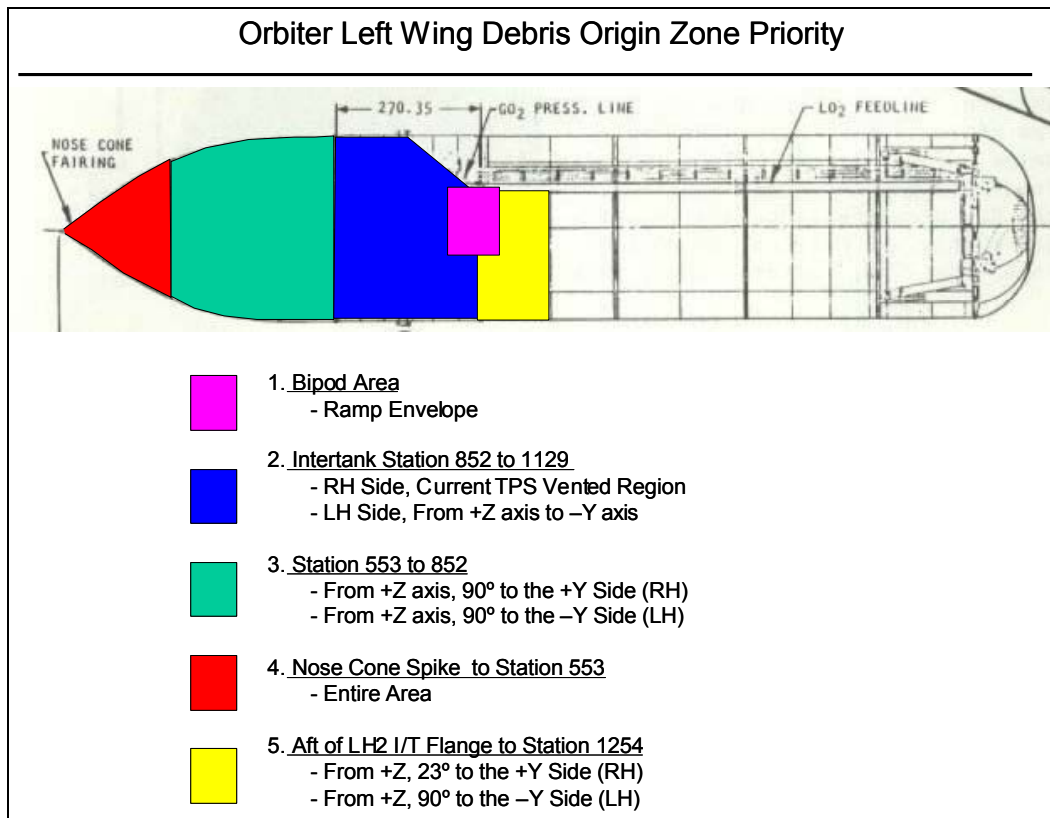 Orbiter Left Wing Debris Origin Zone Priority
270.35
GO₂ PRESS. LINE
LO₂ FEEDLINE
NOSE CONE
FAIRING
1. Bipod Area
- Ramp Envelope
2. Intertank Station 852 to 1129
- RH Side, Current TPS Vented Region
- LH Side, From +Z axis to –Y axis
3. Station 553 to 852
- From +Z axis, 90º to the +Y Side (RH)
- From +Z axis, 90º to the –Y Side (LH)
4. Nose Cone Spike to Station 553
- Entire Area
5. Aft of LH2 I/T Flange to Station 1254
- From +Z, 23º to the +Y Side (RH)
- From +Z, 90º to the –Y Side (LH)